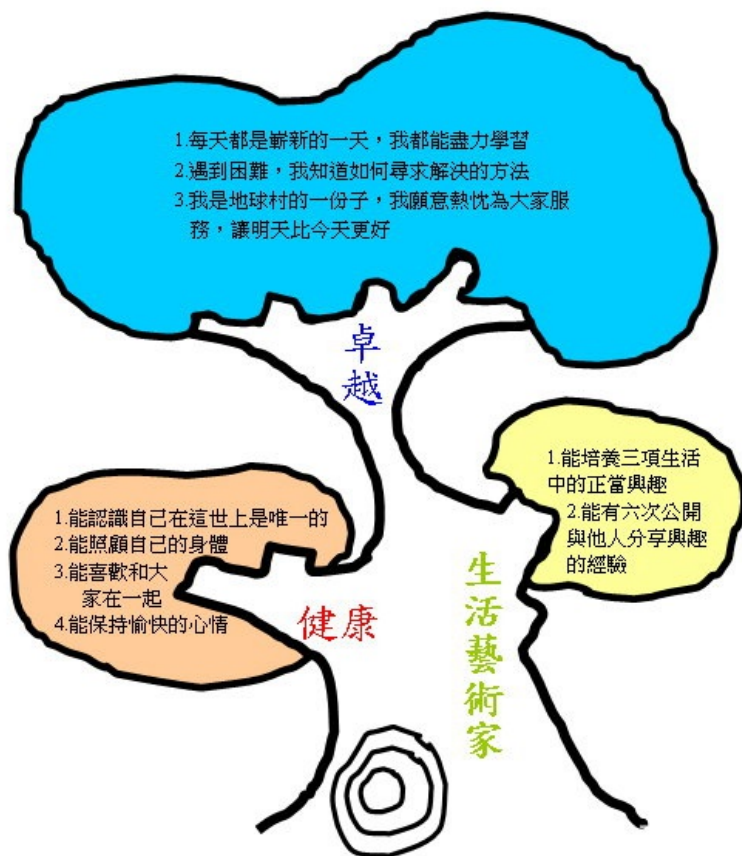 1.每天都是嶄新的一天，我都能盡力學習
2.遇到困難，我知道如何尋求解決的方法
3.我是地球村的一份子，我願意熱忱為大家服
務，讓明天比今天更好
卓
越
1.能培養三項生活
中的正當興趣
2.能有六次公開
與他人分享興趣
的經驗
1.能認識自己在這世上是唯一的
2.能照顧自己的身體
3.能喜歡和大
家在一起
4.能保持愉快的心情
健康
生
活
藝
術
家